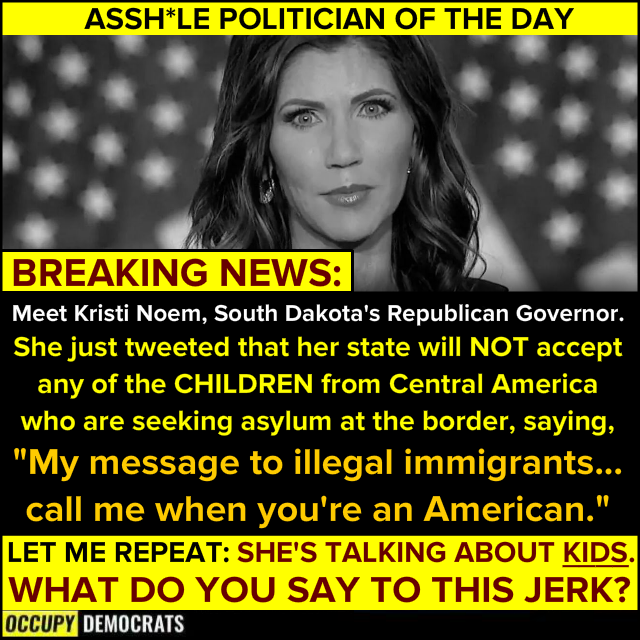 ASSH*LE POLITICIAN OF THE DAY
BREAKING NEWS:
Meet Kristi Noem, South Dakota's Republican Governor.
She just tweeted that her state will NOT accept
any of the CHILDREN from Central America
who are seeking asylum at the border, saying,
"My message to illegal immigrants...
call me when you're an American."
LET ME REPEAT: SHE'S TALKING ABOUT KIDS.
WHAT DO YOU SAY TO THIS JERK?
OCCUPY DEMOCRATS